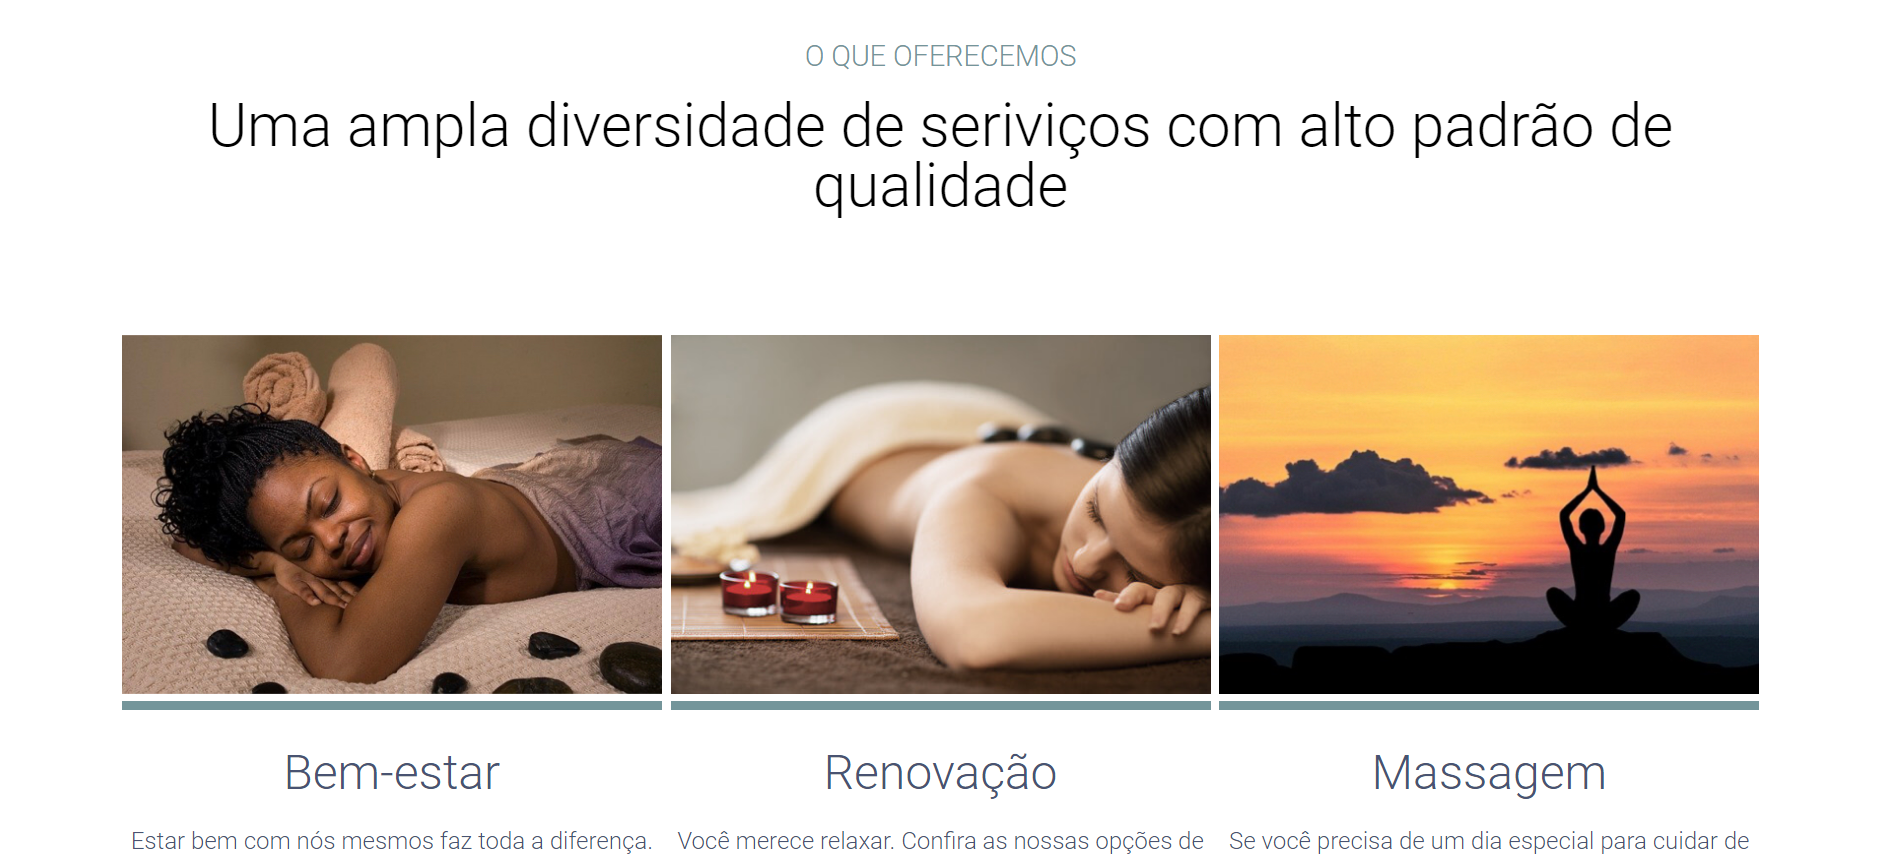 O QUE OFERECEMOS
Uma ampla diversidade de seriviços com alto padrão de
qualidade
Bem-estar
Renovação
Massagem
Estar bem com nós mesmos faz toda a diferença.
Você merece relaxar. Confira as nossas opções de
Se você precisa de um dia especial para cuidar de